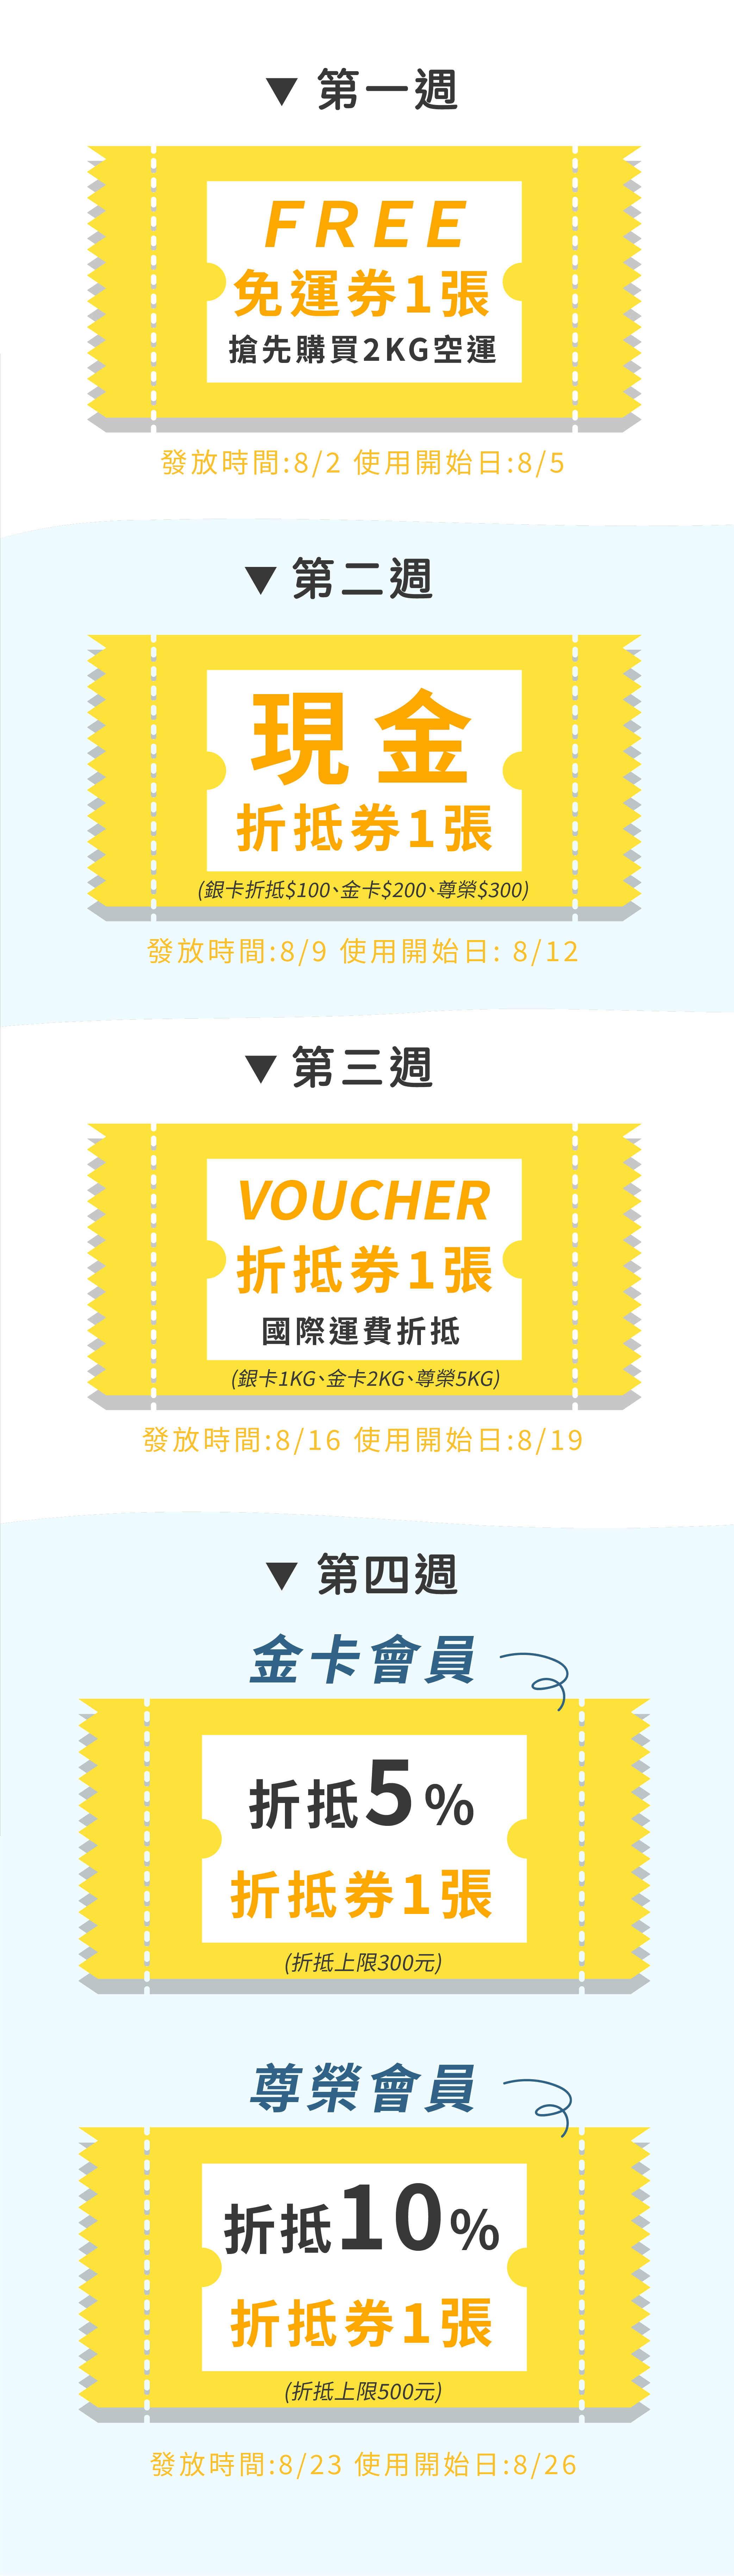 ▼ 第一週
FREE
免運券1張
搶先購買2KG空運
發放時間:8/2 使用開始日:8/5
▼ 第二週
現金
折抵券1張
(銀卡折抵$100、金卡$200、尊榮$300)
發放時間:8/9 使用開始日: 8/12
▼ 第三週
VOUCHER
折抵券1張
國際運費折抵
(銀卡1KG、金卡2KG、尊榮5KG)
發放時間:8/16 使用開始日:8/19
▼ 第四週
金卡會員
折抵5%
折抵券1張
(折抵上限300元)
尊榮會員
折抵10%
折抵券1張
(折抵上限500元)
發放時間:8/23 使用開始日:8/26